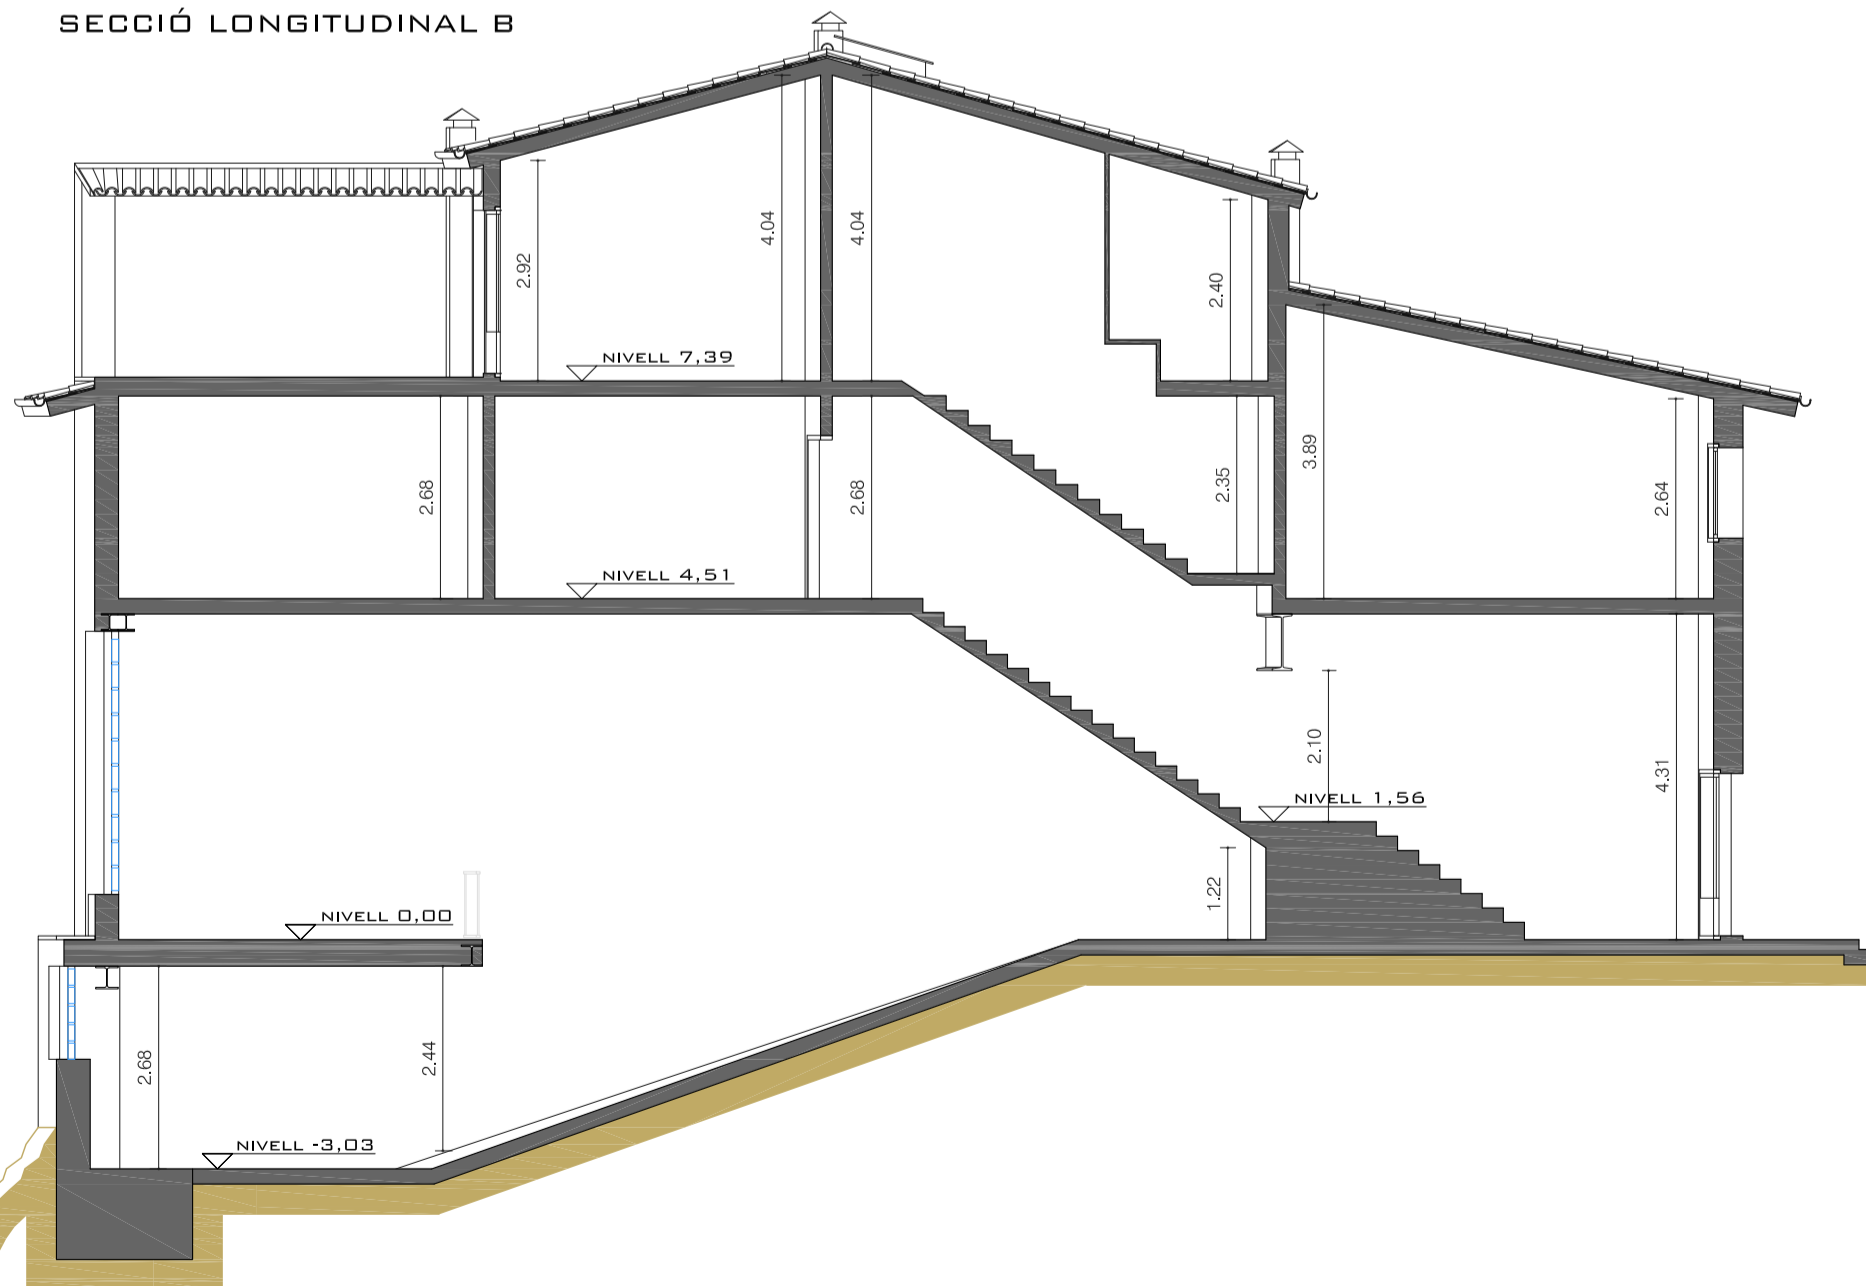 SECCIÓ LONGITUDINAL B
4.04
4.04
2.92
2.40
NIVELL 7,39
3.89
2.68
2.68
2.35
2.64
NIVELL 4,51
2.10
4.31
NIVELL 1,56
1.22
NIVELL 0,00
2.68
2.44
NIVELL -3,03